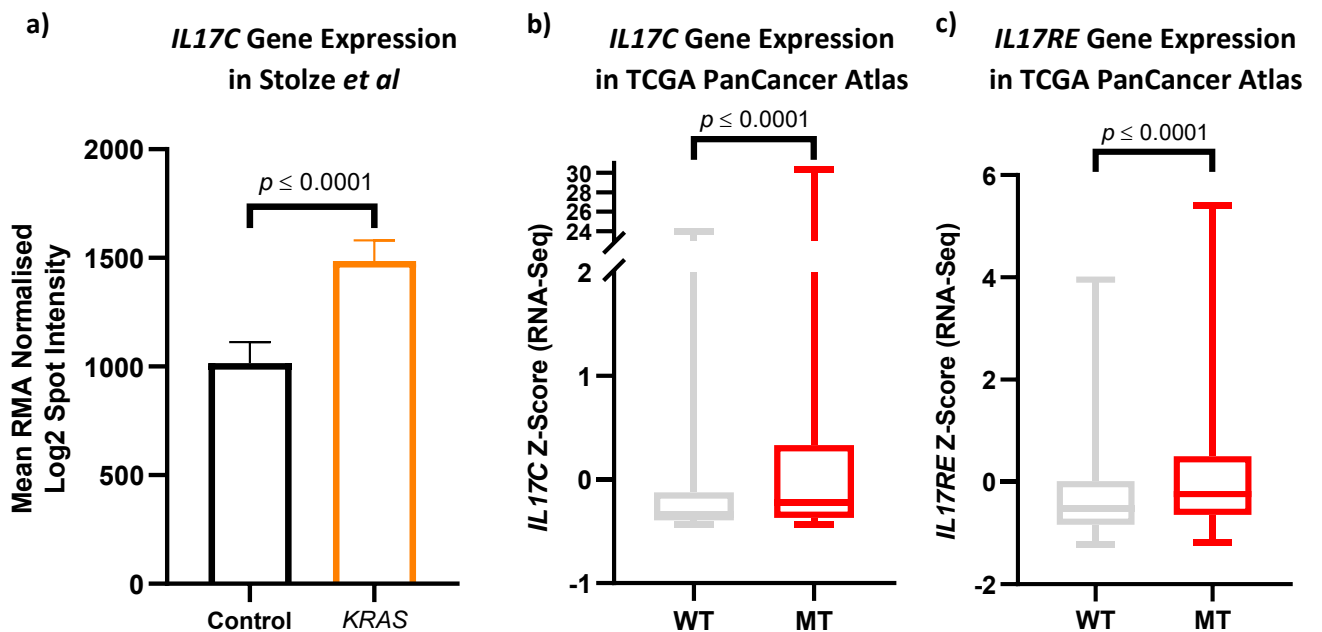 a)
IL17C Gene Expression
in Stolze et al
Mean RMA Normalised
Log2 Spot Intensity
2000
1500
1000
500
0
p ≤ 0.0001
Control
KRAS
b)
IL17C Gene Expression
in TCGA PanCancer Atlas
IL17C Z-Score (RNA-Seq)
p ≤ 0.0001
30
28
26
24
2
1
0
-1
WT
MT
c)
IL17RE Gene Expression
in TCGA PanCancer Atlas
IL17RE Z-Score (RNA-Seq)
p ≤ 0.0001
6
4
2
0
-2
WT
MT